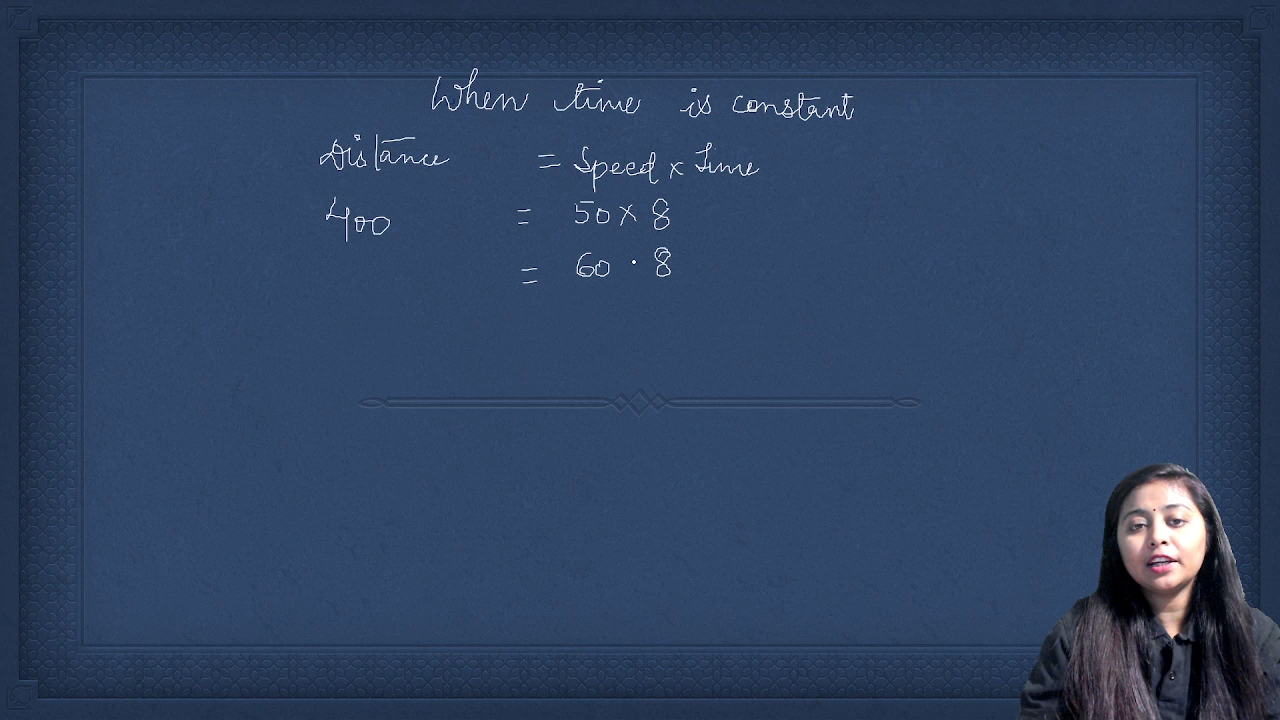 When time is constant
Distance = Speed x Time
400 = 50 x 8
= 60 . 8